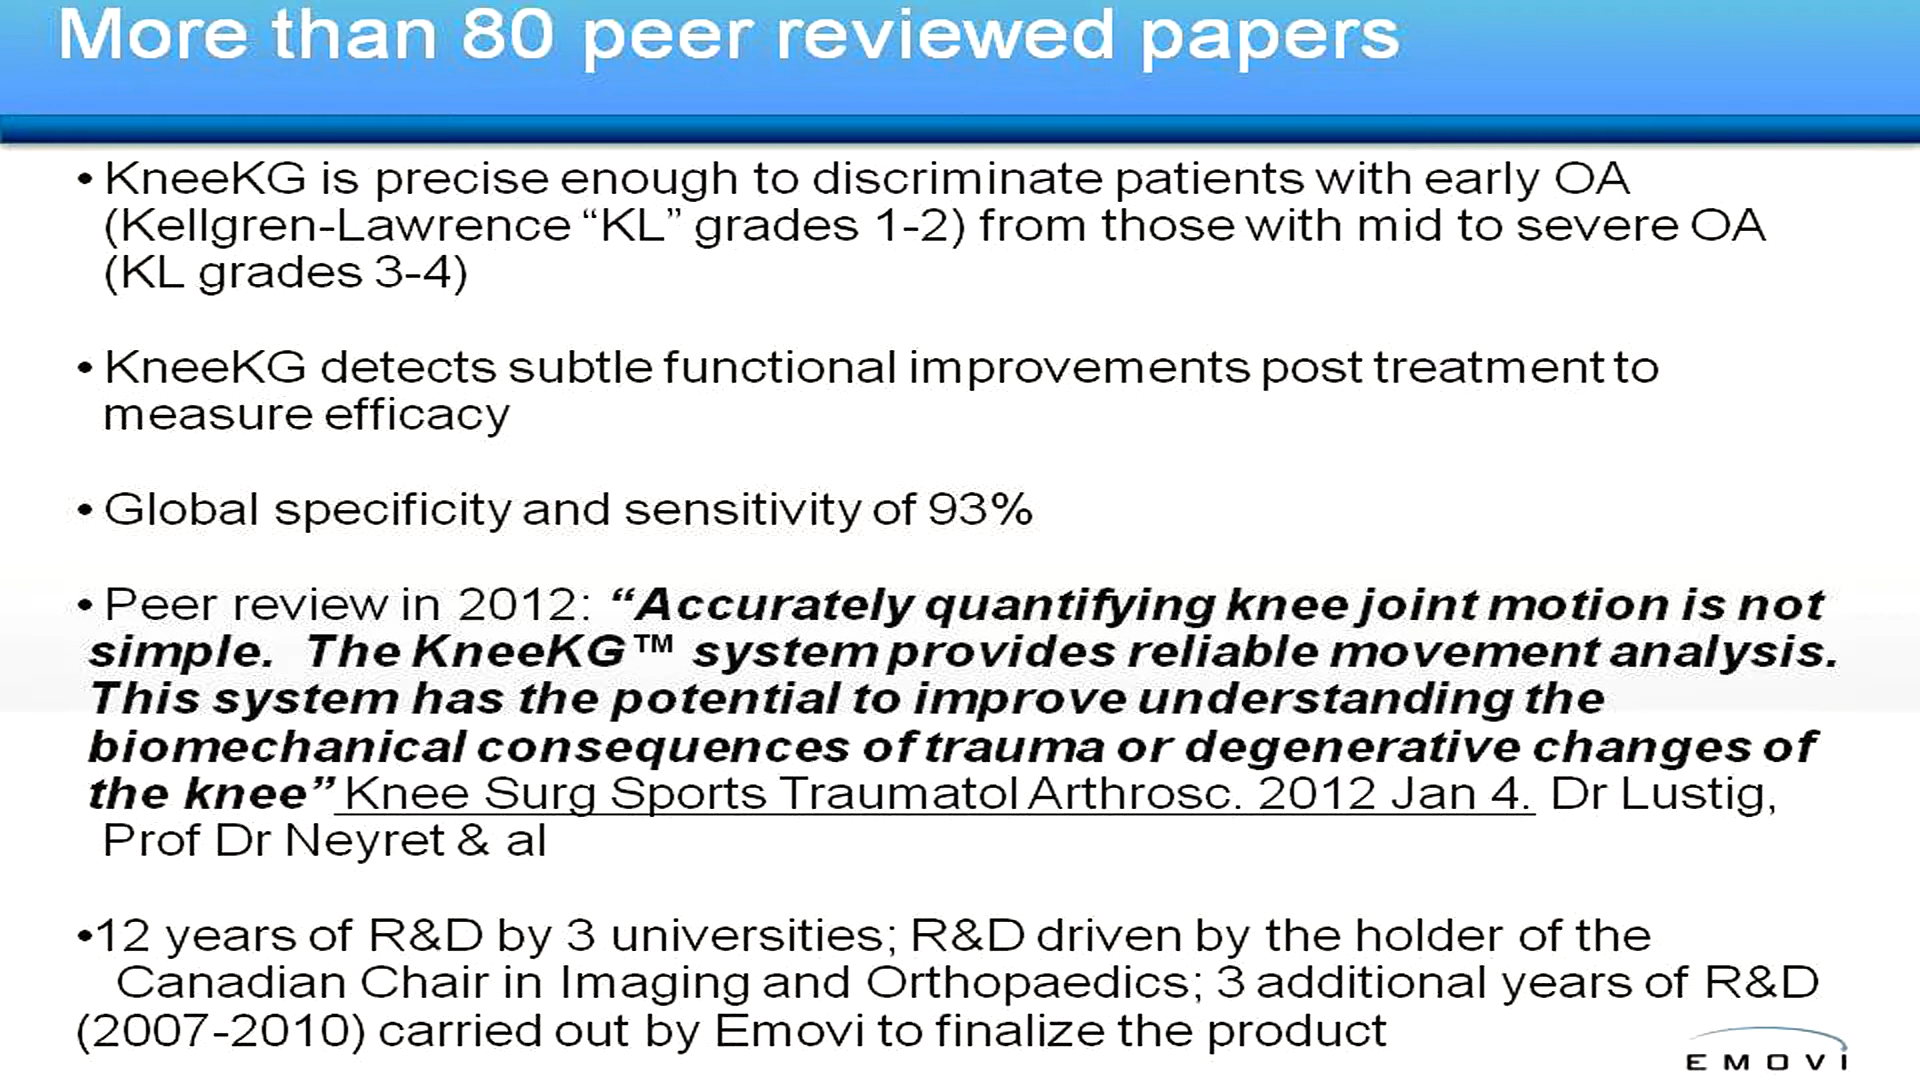 More than 80 peer reviewed papers
• KneeKG is precise enough to discriminate patients with early OA
(Kellgren-Lawrence “KL” grades 1-2) from those with mid to severe OA
(KL grades 3-4)
• KneeKG detects subtle functional improvements post treatment to
measure efficacy
• Global specificity and sensitivity of 93%
• Peer review in 2012: “Accurately quantifying knee joint motion is not
simple. The KneeKG™ system provides reliable movement analysis.
This system has the potential to improve understanding the
biomechanical consequences of trauma or degenerative changes of
the knee” Knee Surg Sports Traumatol Arthrosc. 2012 Jan 4. Dr Lustig,
Prof Dr Neyret & al
•12 years of R&D by 3 universities; R&D driven by the holder of the
Canadian Chair in Imaging and Orthopaedics; 3 additional years of R&D
(2007-2010) carried out by Emovi to finalize the product
EMOVi